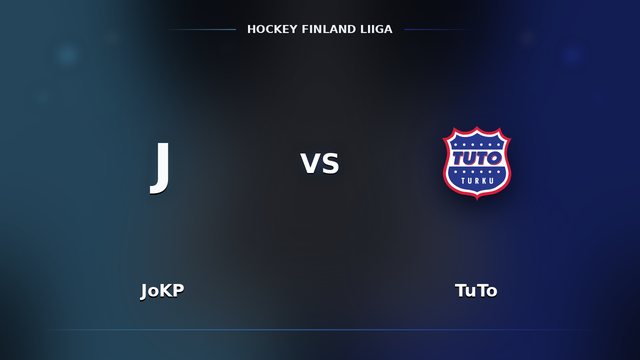 HOCKEY FINLAND LIIGA
J
VS
TUTO
TURKU
JoKP
TuTo